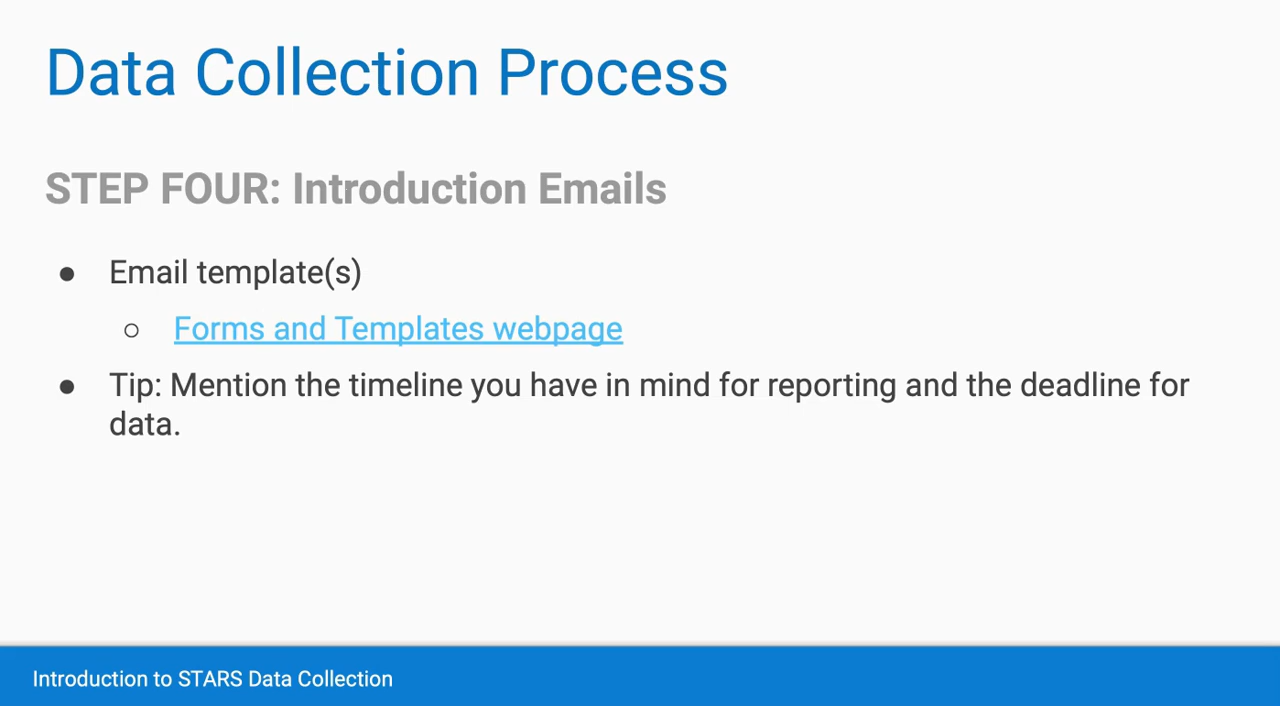 Data Collection Process
STEP FOUR: Introduction Emails
● Email template(s)
○ Forms and Templates webpage
● Tip: Mention the timeline you have in mind for reporting and the deadline for
data.
Introduction to STARS Data Collection